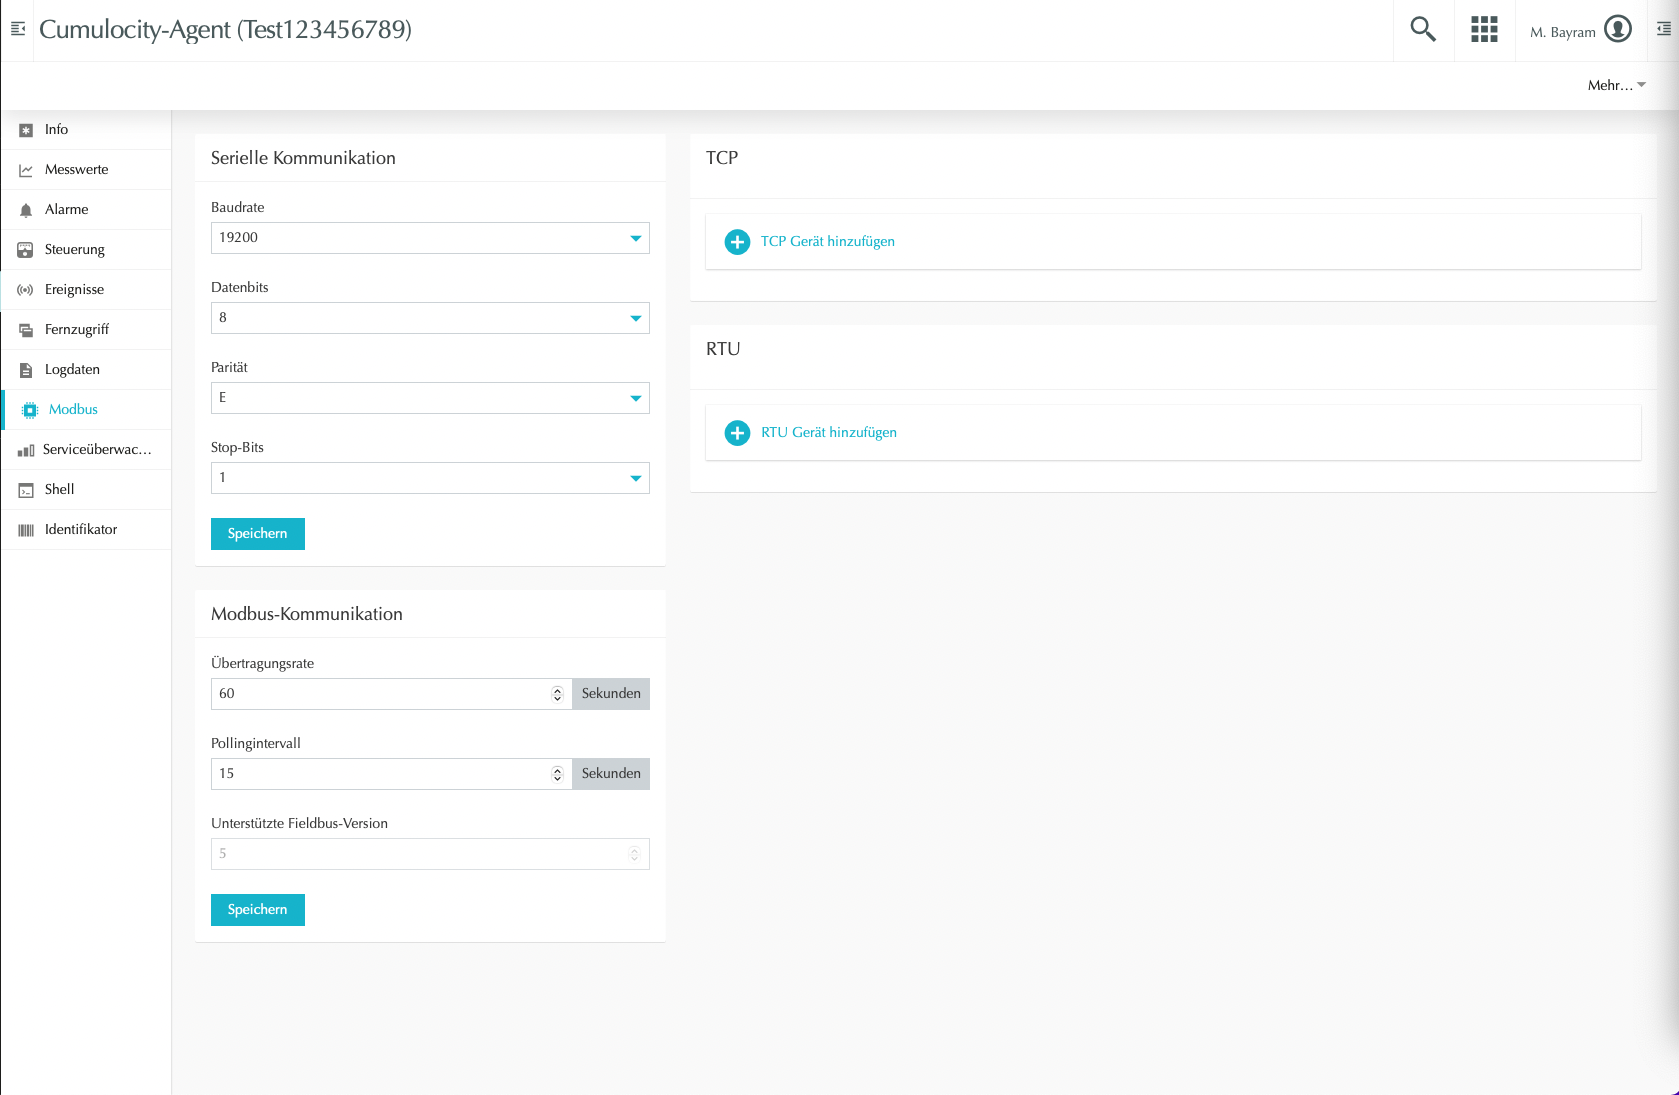 Cumulocity-Agent (Test123456789)
M. Bayram
Mehr...
Info
Messwerte
Alarme
Steuerung
Ereignisse
Fernzugriff
Logdaten
Modbus
Serviceüberwac...
Shell
Identifikator
Serielle Kommunikation
Baudrate
19200
Datenbits
8
Parität
E
Stop-Bits
1
Speichern
Modbus-Kommunikation
Übertragungsrate
60 Sekunden
Pollingintervall
15 Sekunden
Unterstützte Fieldbus-Version
5
Speichern
TCP
TCP Gerät hinzufügen
RTU
RTU Gerät hinzufügen